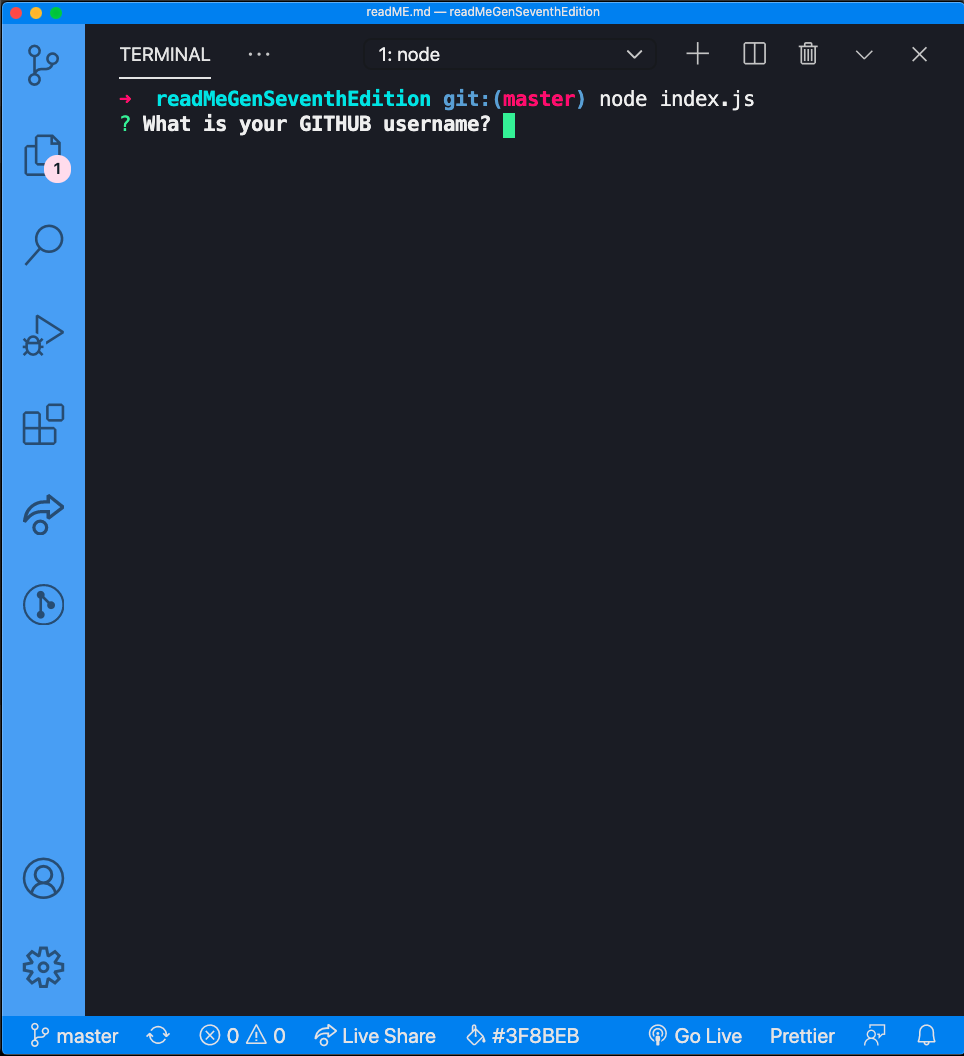 readME.md — readMeGenSeventhEdition
TERMINAL ··· 1: node
→ readMeGenSeventhEdition git:(master) node index.js
? What is your GITHUB username?
1
master 0 0 Live Share #3F8BEB Go Live Prettier